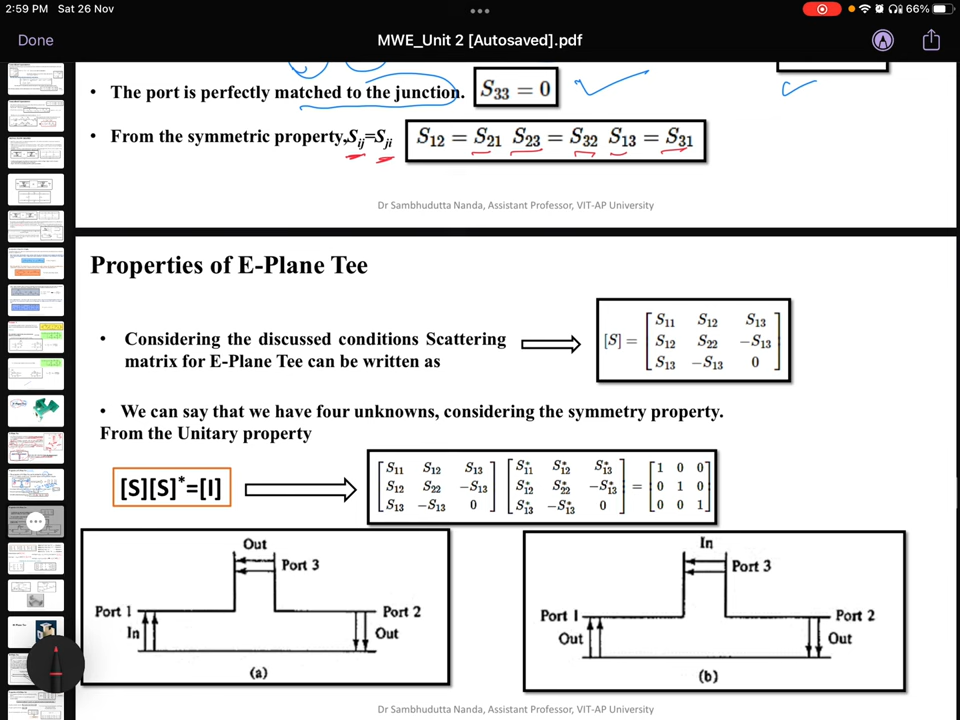 2:59 PM Sat 26 Nov
66%
Done
MWE_Unit 2 [Autosaved].pdf
• The port is perfectly matched to the junction. S33 = 0
• From the symmetric property, Sij=Sji S12 = S21 S23 = S32 S13 = S31
Dr Sambhudutta Nanda, Assistant Professor, VIT-AP University
Properties of E-Plane Tee
• Considering the discussed conditions Scattering
matrix for E-Plane Tee can be written as
[S] =
S11 S12 S13
S12 S22 −S13
S13 −S13 0
• We can say that we have four unknowns, considering the symmetry property.
From the Unitary property
[S][S]*=[I]
S11 S12 S13 S*11 S*12 S*13 1 0 0
S12 S22 −S13 S*12 S*22 −S*13 = 0 1 0
S13 −S13 0 S*13 −S*13 0 0 0 1
Out
Port 3
Port 1
Port 2
In
Out
(a)
In
Port 3
Port 1
Port 2
Out
Out
(b)
Dr Sambhudutta Nanda, Assistant Professor, VIT-AP University